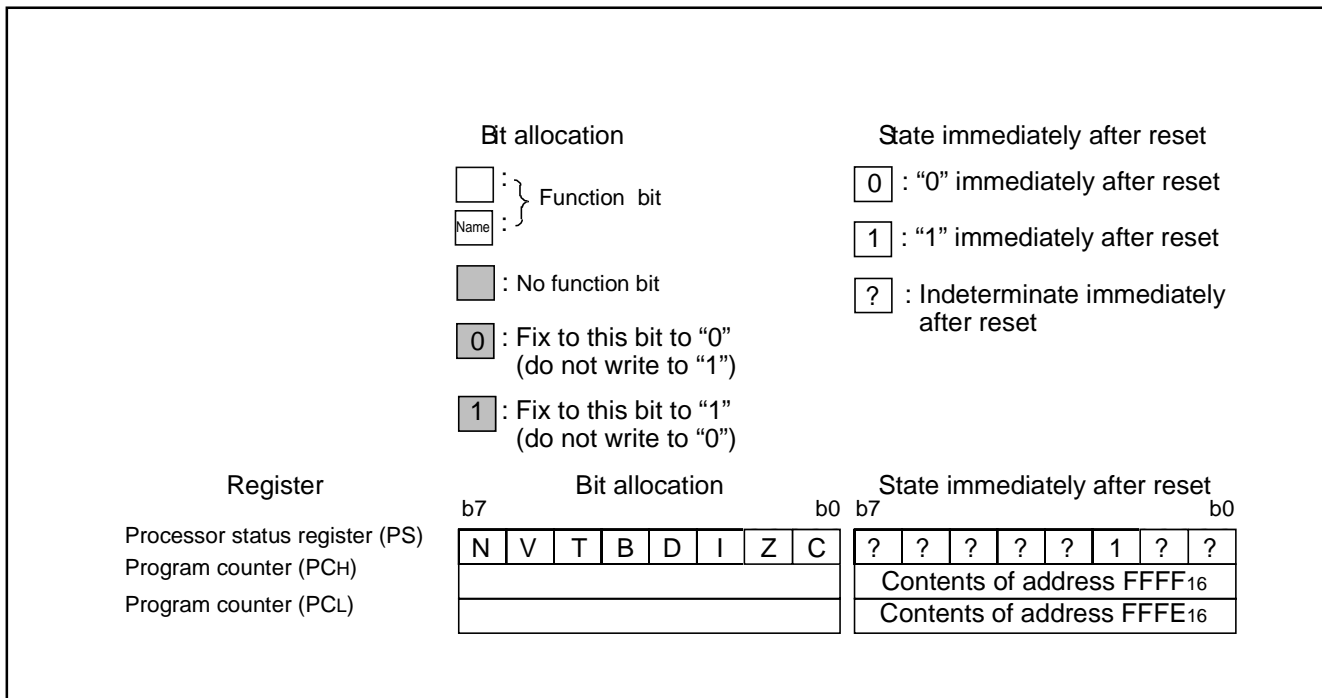 Bit allocation
:
Name :
Function bit
: No function bit
0 : Fix to this bit to “0”
(do not write to “1”)
1 : Fix to this bit to “1”
(do not write to “0”)
State immediately after reset
0 : “0” immediately after reset
1 : “1” immediately after reset
? : Indeterminate immediately
after reset
Register Bit allocation State immediately after reset
b7 b0 b7 b0
Processor status register (PS) N V T B D I Z C ? ? ? ? ? 1 ? ?
Program counter (PCH) Contents of address FFFF16
Program counter (PCL) Contents of address FFFE16